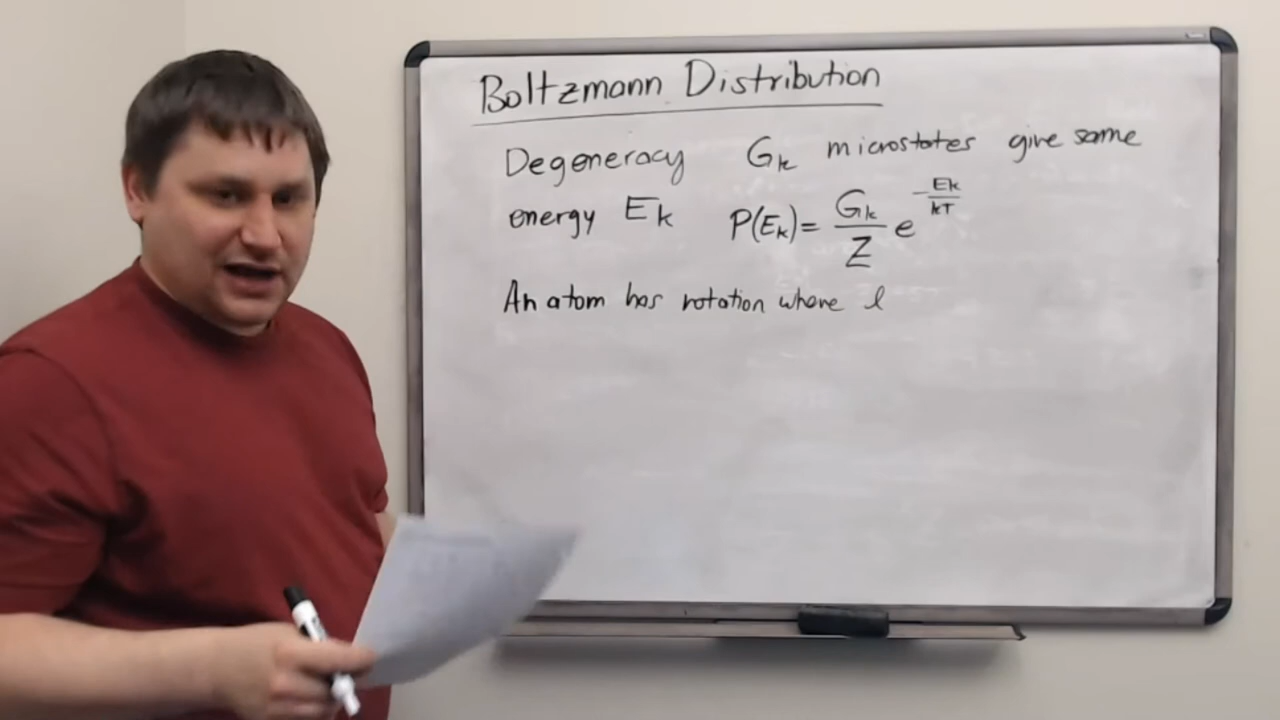 Boltzmann Distribution
Degeneracy G_k microstates give same
energy E_k P(E_k) = G_k/Z e^(-E_k/kT)
An atom has rotation where l